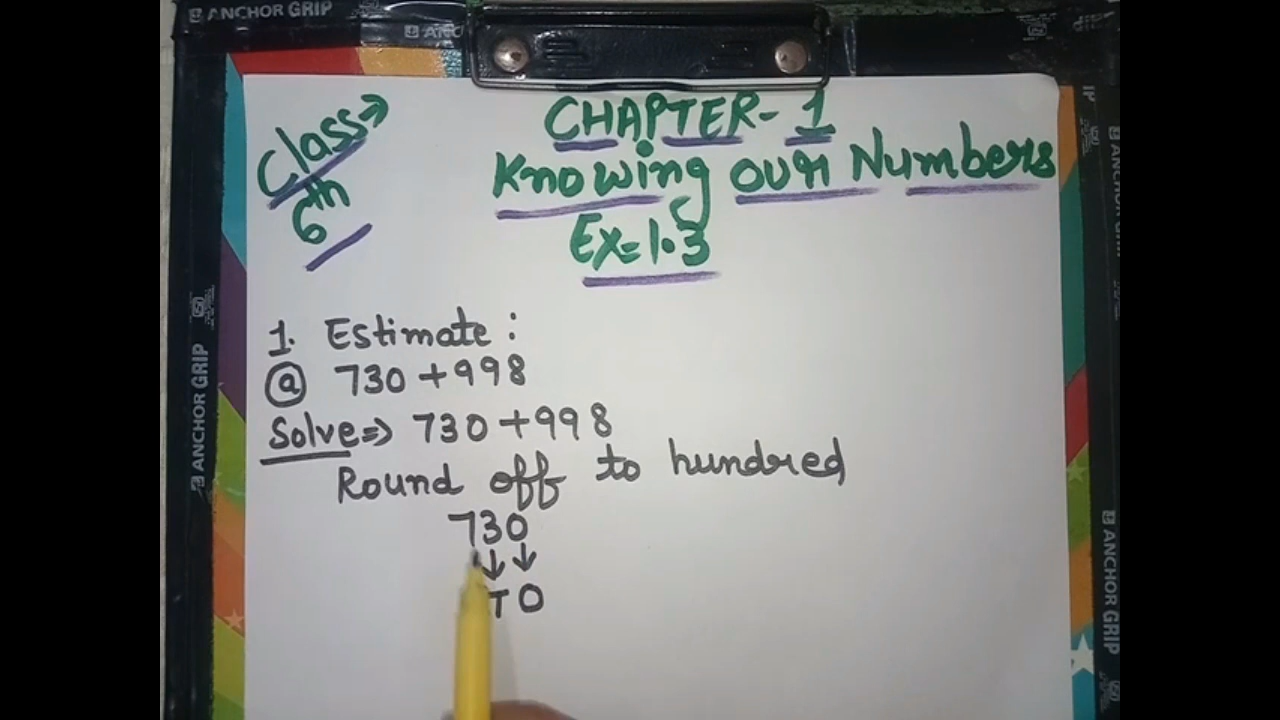 ANCHOR GRIP
CHAPTER- 1
Class→
6th
Knowing our Numbers
Ex=1.3
1. Estimate:
ⓐ 730+998
Solve⇒ 730+998
Round off to hundred
730
↓↓
T O
ANCHOR GRIP
ANCHOR GRIP
ANCHOR GRIP